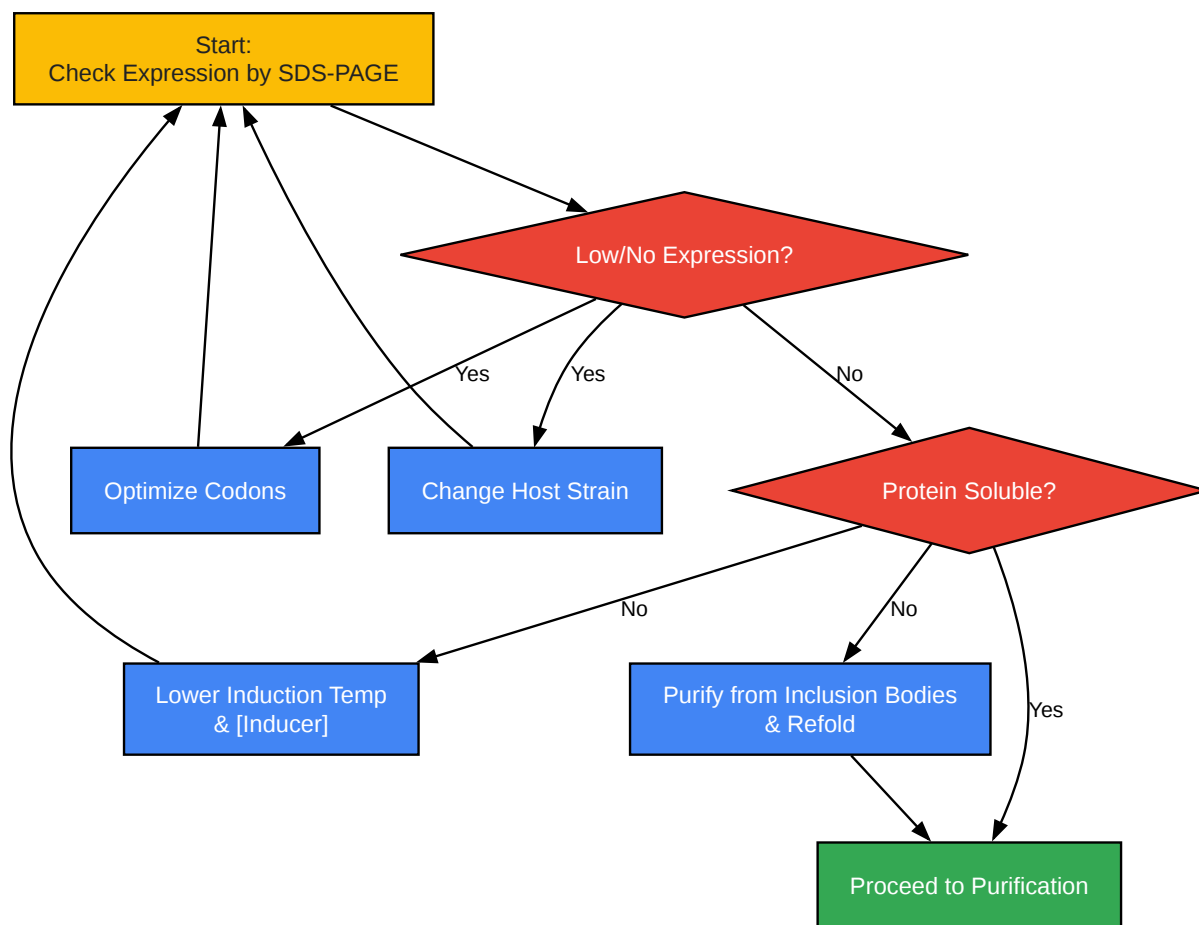 Start:
Check Expression by SDS-PAGE
Low/No Expression?
Yes
Yes
No
Optimize Codons
Change Host Strain
Protein Soluble?
No
No
Yes
Lower Induction Temp
& [Inducer]
Purify from Inclusion Bodies
& Refold
Proceed to Purification